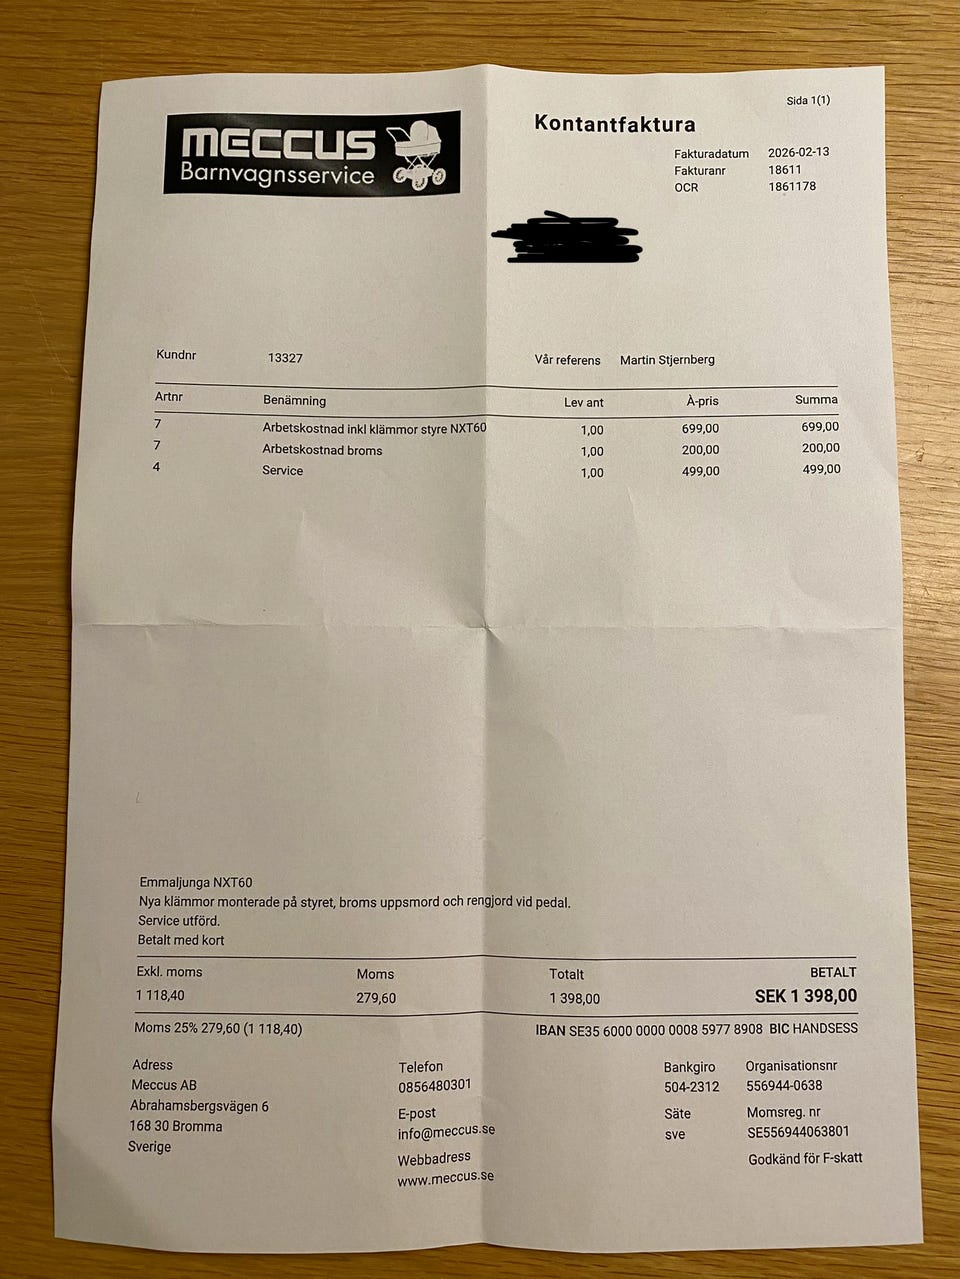 Sida 1(1)
MECCUS
Barnvagnsservice
Kontantfaktura
Fakturadatum 2026-02-13
Fakturanr 18611
OCR 1861178
Kundnr 13327 Vår referens Martin Stjernberg
Artnr Benämning Lev ant À-pris Summa
7 Arbetskostnad inkl klämmor styre NXT60 1,00 699,00 699,00
7 Arbetskostnad broms 1,00 200,00 200,00
4 Service 1,00 499,00 499,00
Emmaljunga NXT60
Nya klämmor monterade på styret, broms uppsmord och rengjord vid pedal.
Service utförd.
Betalt med kort
Exkl. moms Moms Totalt BETALT
1 118,40 279,60 1 398,00 SEK 1 398,00
Moms 25% 279,60 (1 118,40) IBAN SE35 6000 0000 0008 5977 8908 BIC HANDSESS
Adress
Meccus AB
Abrahamsbergsvägen 6
168 30 Bromma
Sverige
Telefon
0856480301
E-post
info@meccus.se
Webbadress
www.meccus.se
Bankgiro
504-2312
Säte
sve
Organisationsnr
556944-0638
Momsreg. nr
SE556944063801
Godkänd för F-skatt